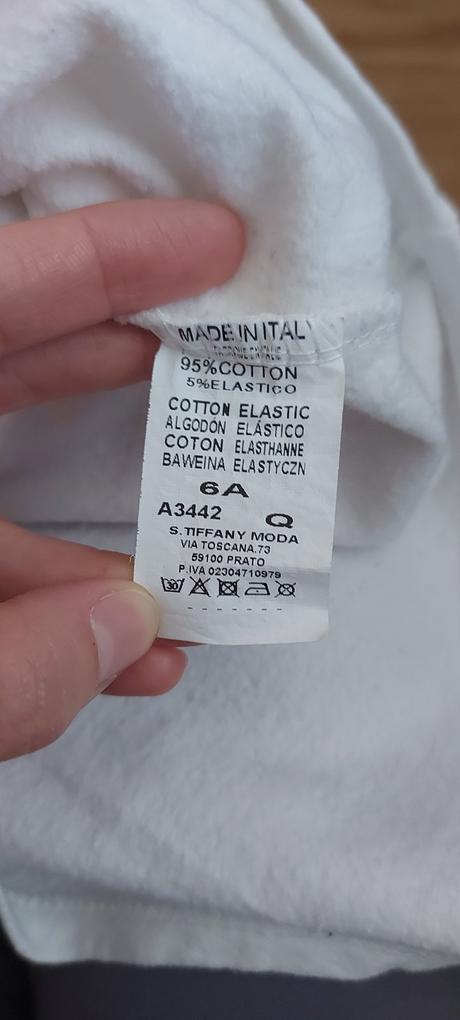 MADE IN ITALY
95%COTTON
5%ELASTICO
COTTON ELASTIC
ALGODÓN ELÁSTICO
COTON ELASTHANNE
BAWEINA ELASTYCZN
6A
A3442 Q
S.TIFFANY MODA
VIA TOSCANA.73
59100 PRATO
P.IVA 02304710979
30